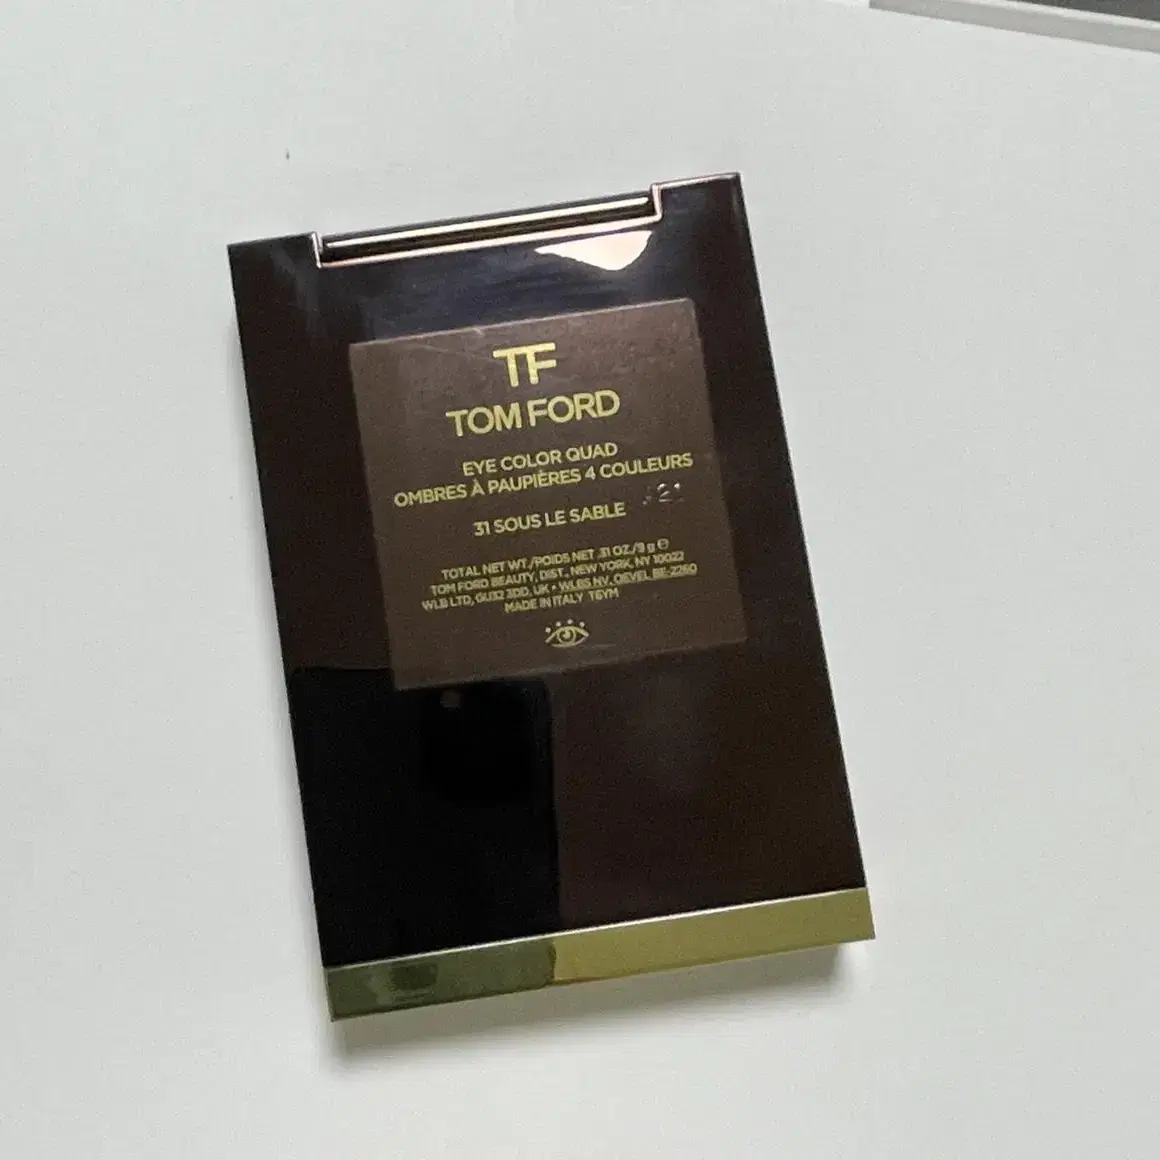 TF
TOM FORD
EYE COLOR QUAD
OMBRES À PAUPIÈRES 4 COULEURS
31 SOUS LE SABLE
TOTAL NET WT./POIDS NET .31 OZ./9 g ℮
TOM FORD BEAUTY, DIST., NEW YORK, NY 10022
WLB LTD, GU32 3DD, UK • WLBS NV, OEVEL BE-2260
MADE IN ITALY T6YM